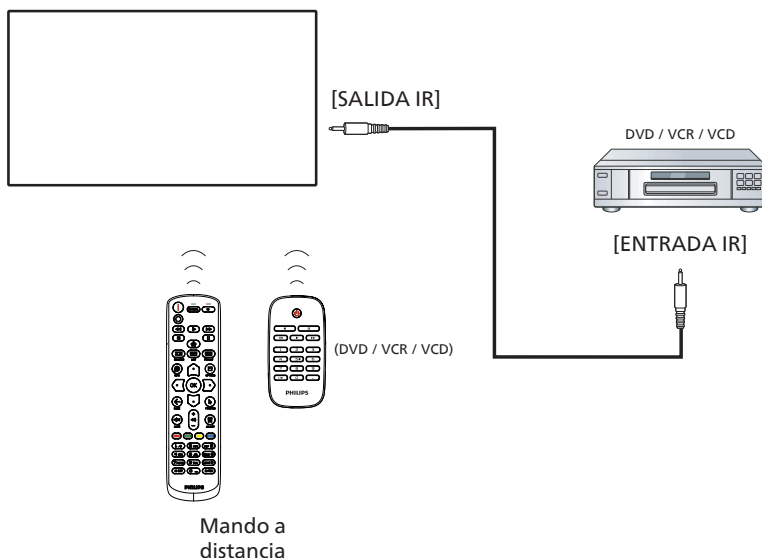 [SALIDA IR]
DVD / VCR / VCD
[ENTRADA IR]
(DVD / VCR / VCD)
PHILIPS
PHILIPS
Mando a
distancia